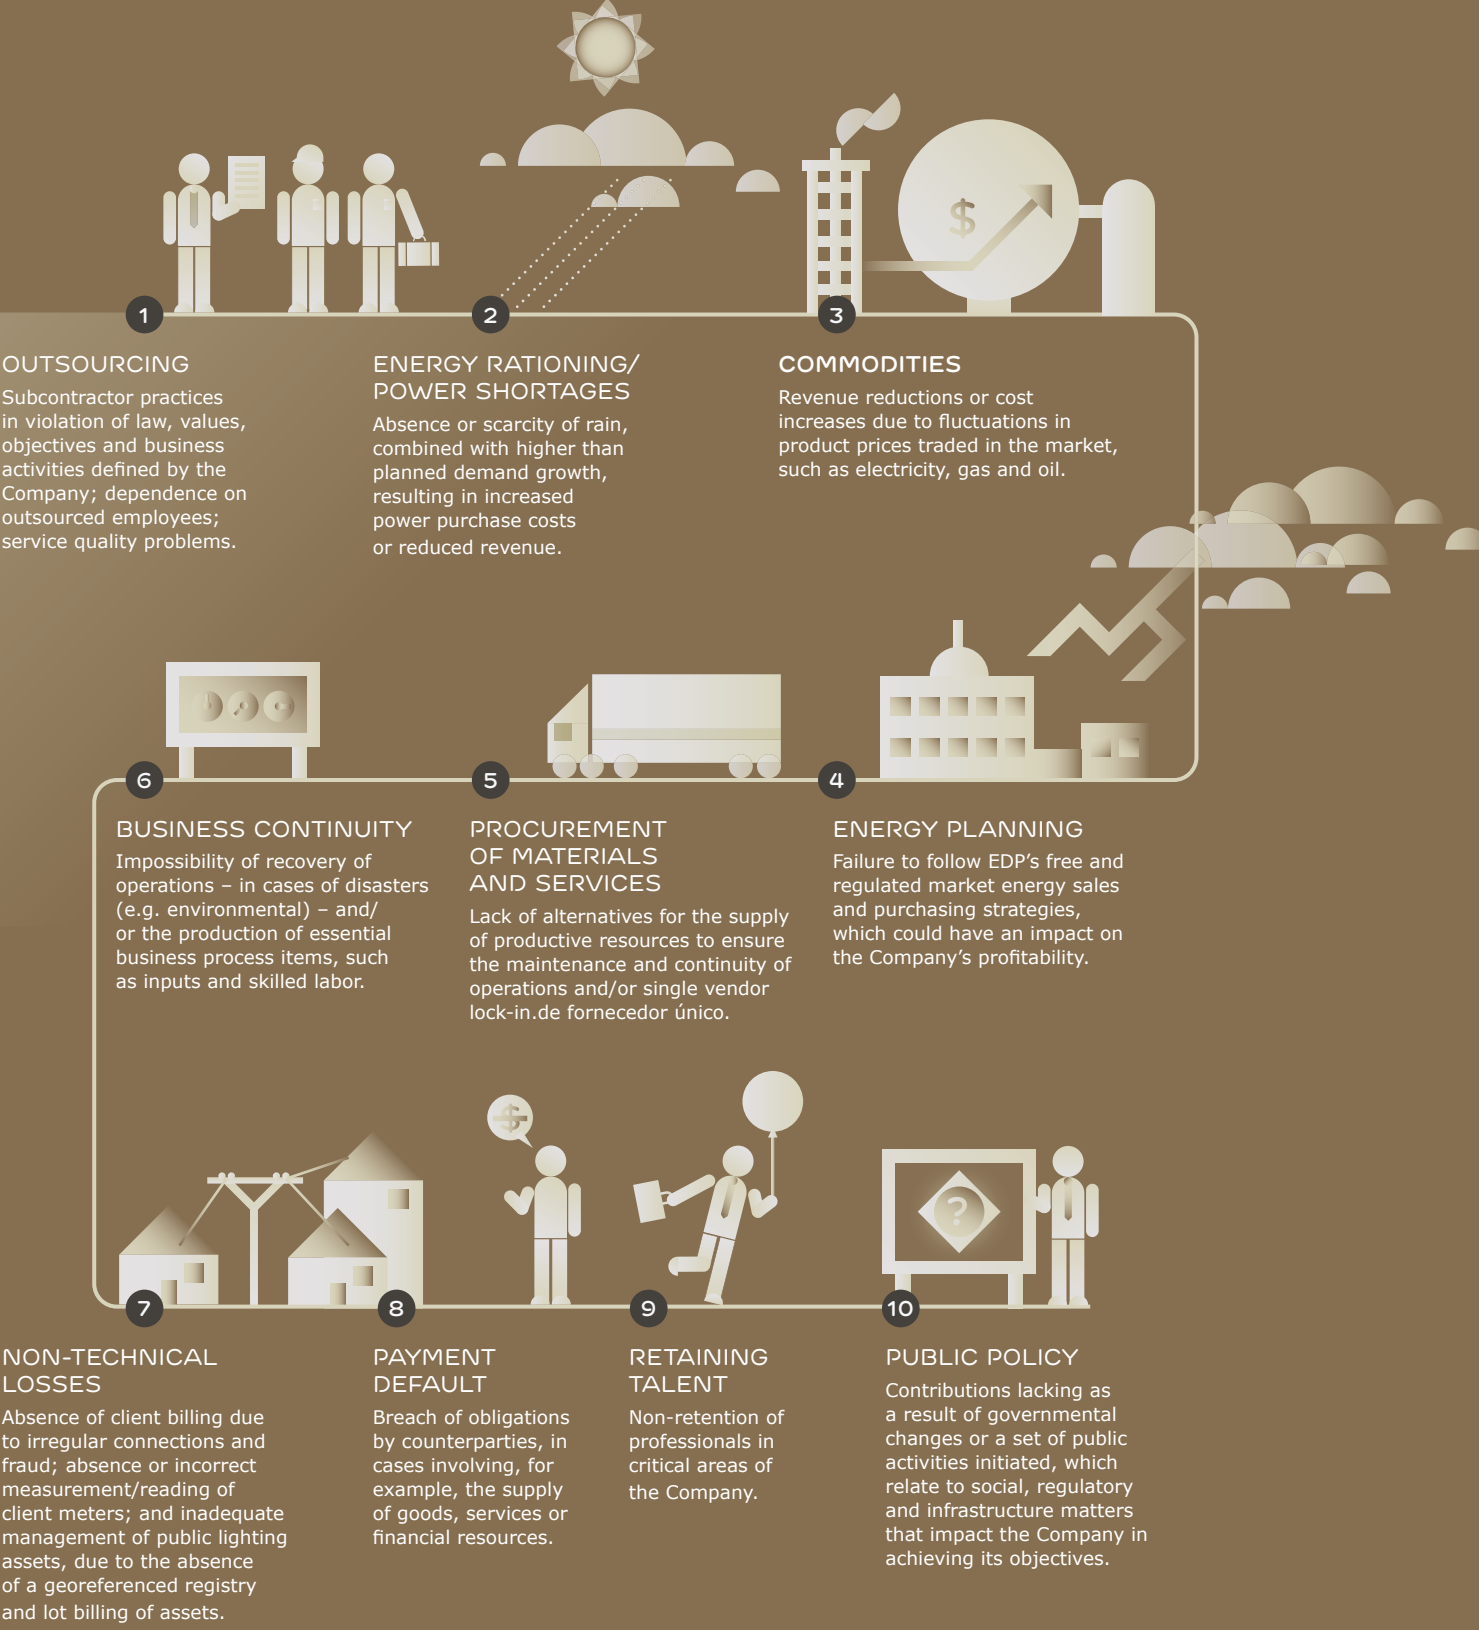 1
OUTSOURCING
Subcontractor practices
in violation of law, values,
objectives and business
activities defined by the
Company; dependence on
outsourced employees;
service quality problems.
2
ENERGY RATIONING/
POWER SHORTAGES
Absence or scarcity of rain,
combined with higher than
planned demand growth,
resulting in increased
power purchase costs
or reduced revenue.
$
3
COMMODITIES
Revenue reductions or cost
increases due to fluctuations in
product prices traded in the market,
such as electricity, gas and oil.
4
ENERGY PLANNING
Failure to follow EDP’s free and
regulated market energy sales
and purchasing strategies,
which could have an impact on
the Company’s profitability.
5
PROCUREMENT
OF MATERIALS
AND SERVICES
Lack of alternatives for the supply
of productive resources to ensure
the maintenance and continuity of
operations and/or single vendor
lock-in.de fornecedor único.
6
BUSINESS CONTINUITY
Impossibility of recovery of
operations – in cases of disasters
(e.g. environmental) – and/
or the production of essential
business process items, such
as inputs and skilled labor.
7
NON-TECHNICAL
LOSSES
Absence of client billing due
to irregular connections and
fraud; absence or incorrect
measurement/reading of
client meters; and inadequate
management of public lighting
assets, due to the absence
of a georeferenced registry
and lot billing of assets.
$
8
PAYMENT
DEFAULT
Breach of obligations
by counterparties, in
cases involving, for
example, the supply
of goods, services or
financial resources.
9
RETAINING
TALENT
Non-retention of
professionals in
critical areas of
the Company.
?
10
PUBLIC POLICY
Contributions lacking as
a result of governmental
changes or a set of public
activities initiated, which
relate to social, regulatory
and infrastructure matters
that impact the Company in
achieving its objectives.